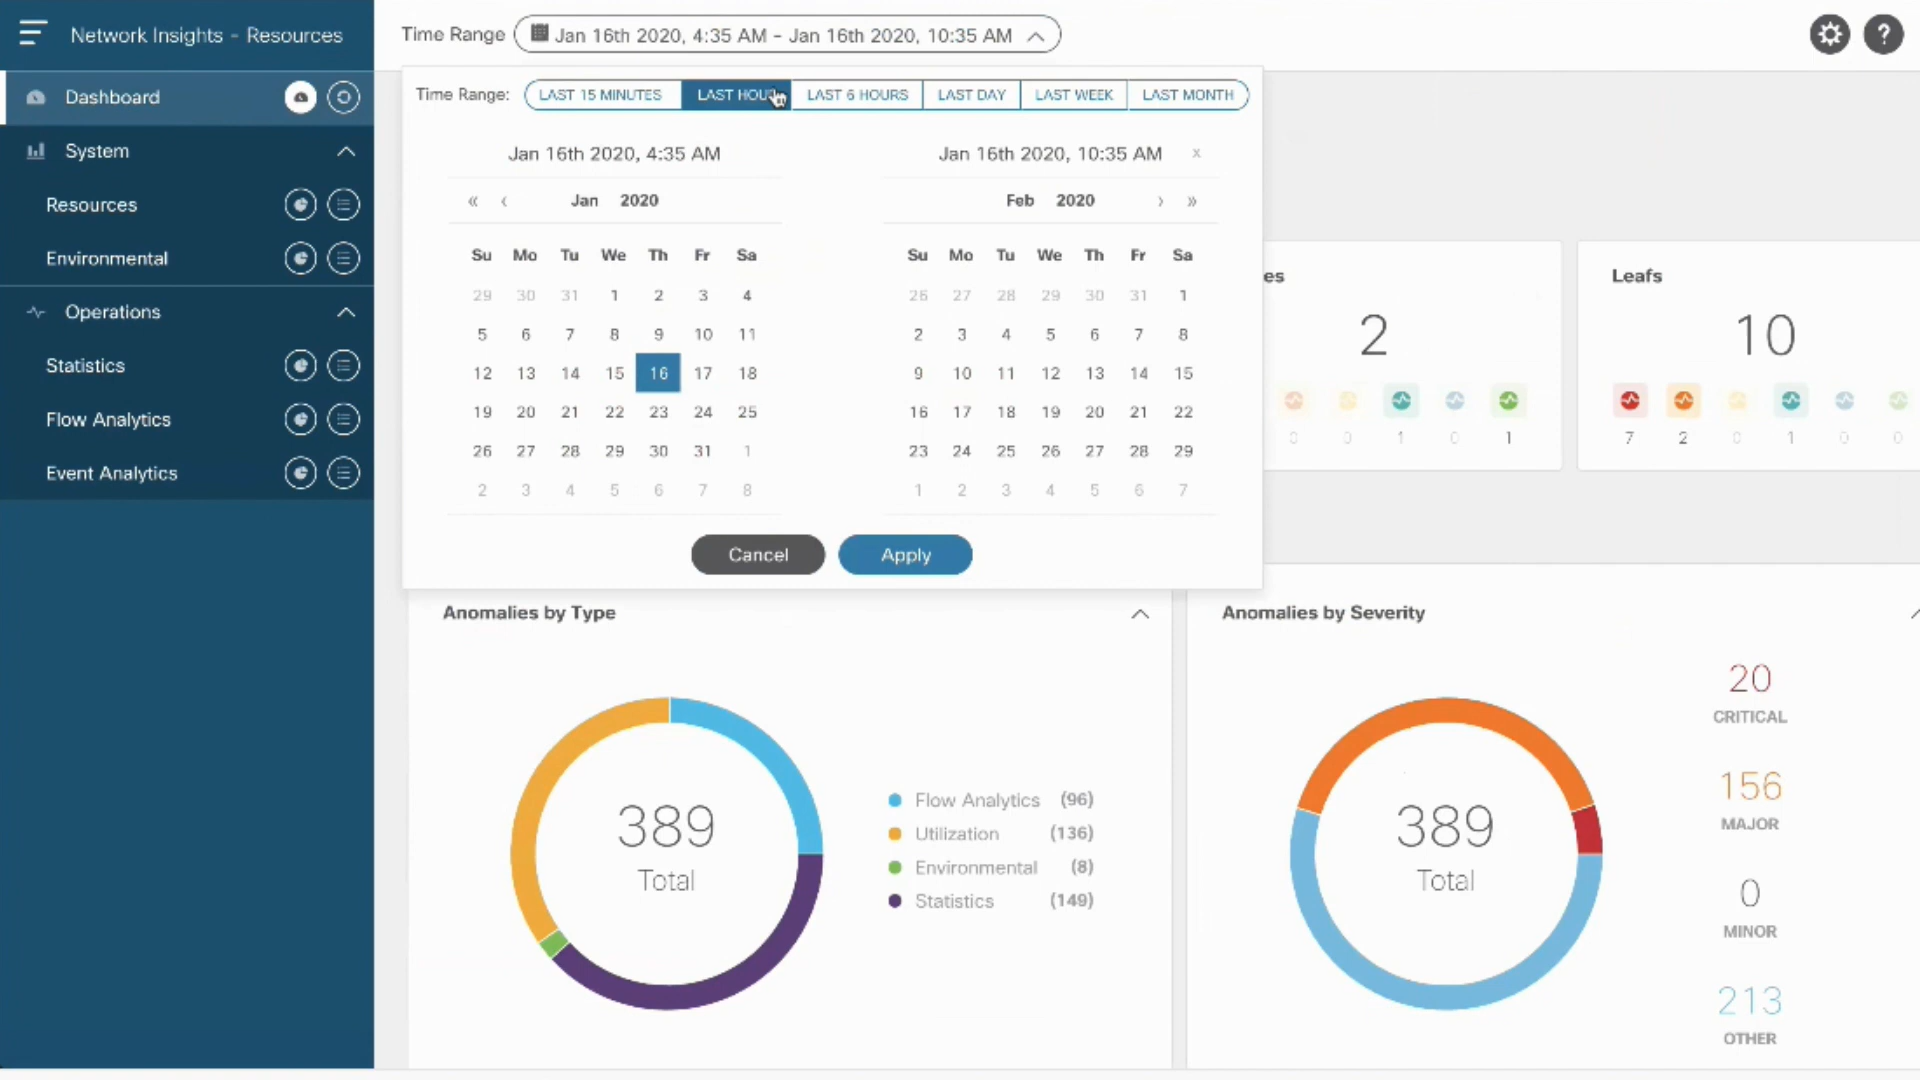 Network Insights - Resources
Time Range Jan 16th 2020, 4:35 AM - Jan 16th 2020, 10:35 AM ?
Dashboard
System
Resources
Environmental
Operations
Statistics
Flow Analytics
Event Analytics
Time Range: LAST 15 MINUTES LAST HOUR LAST 6 HOURS LAST DAY LAST WEEK LAST MONTH
Jan 16th 2020, 4:35 AM
« ‹ Jan 2020
Su Mo Tu We Th Fr Sa
29 30 31 1 2 3 4
5 6 7 8 9 10 11
12 13 14 15 16 17 18
19 20 21 22 23 24 25
26 27 28 29 30 31 1
2 3 4 5 6 7 8
Jan 16th 2020, 10:35 AM x
Feb 2020 › »
Su Mo Tu We Th Fr Sa
26 27 28 29 30 31 1
2 3 4 5 6 7 8
9 10 11 12 13 14 15
16 17 18 19 20 21 22
23 24 25 26 27 28 29
1 2 3 4 5 6 7
Cancel Apply
es
2
0 0 1 0 1
Leafs
10
7 2 0 1 0 0
Anomalies by Type
389
Total
Flow Analytics (96)
Utilization (136)
Environmental (8)
Statistics (149)
Anomalies by Severity
389
Total
20
CRITICAL
156
MAJOR
0
MINOR
213
OTHER